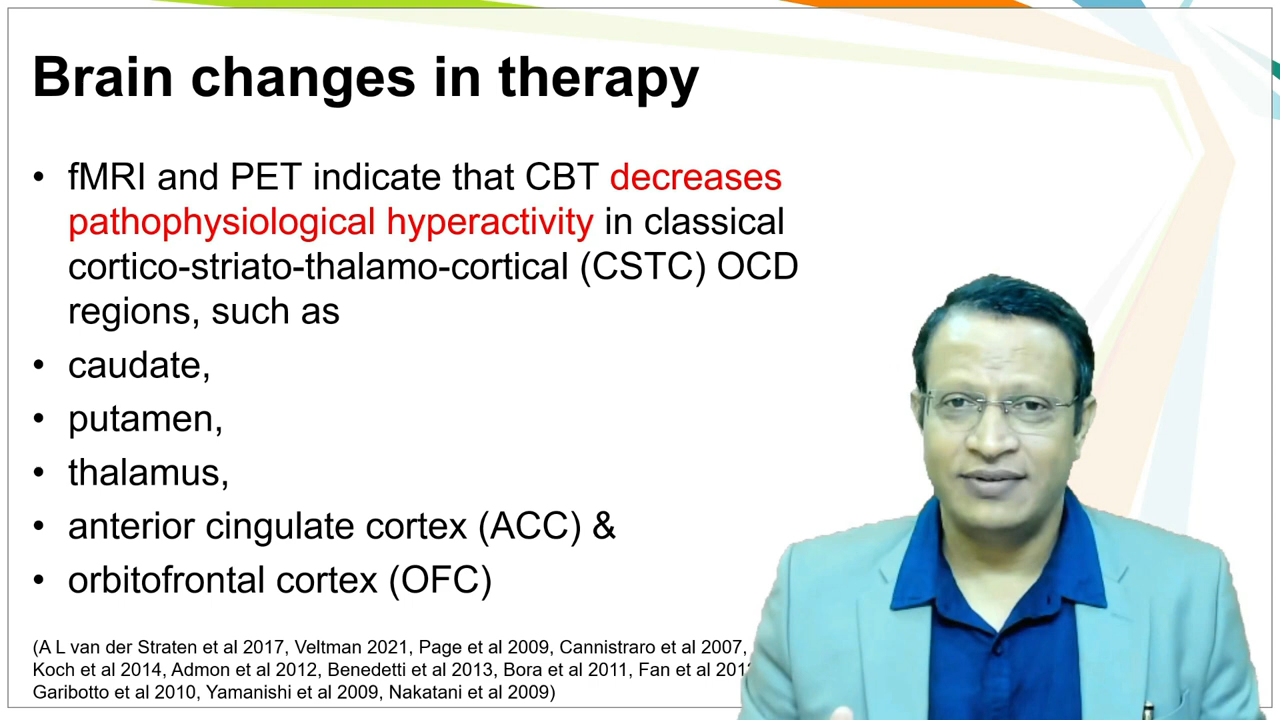 Brain changes in therapy
• fMRI and PET indicate that CBT decreases
pathophysiological hyperactivity in classical
cortico-striato-thalamo-cortical (CSTC) OCD
regions, such as
• caudate,
• putamen,
• thalamus,
• anterior cingulate cortex (ACC) &
• orbitofrontal cortex (OFC)
(A L van der Straten et al 2017, Veltman 2021, Page et al 2009, Cannistraro et al 2007,
Koch et al 2014, Admon et al 2012, Benedetti et al 2013, Bora et al 2011, Fan et al
Garibotto et al 2010, Yamanishi et al 2009, Nakatani et al 2009)